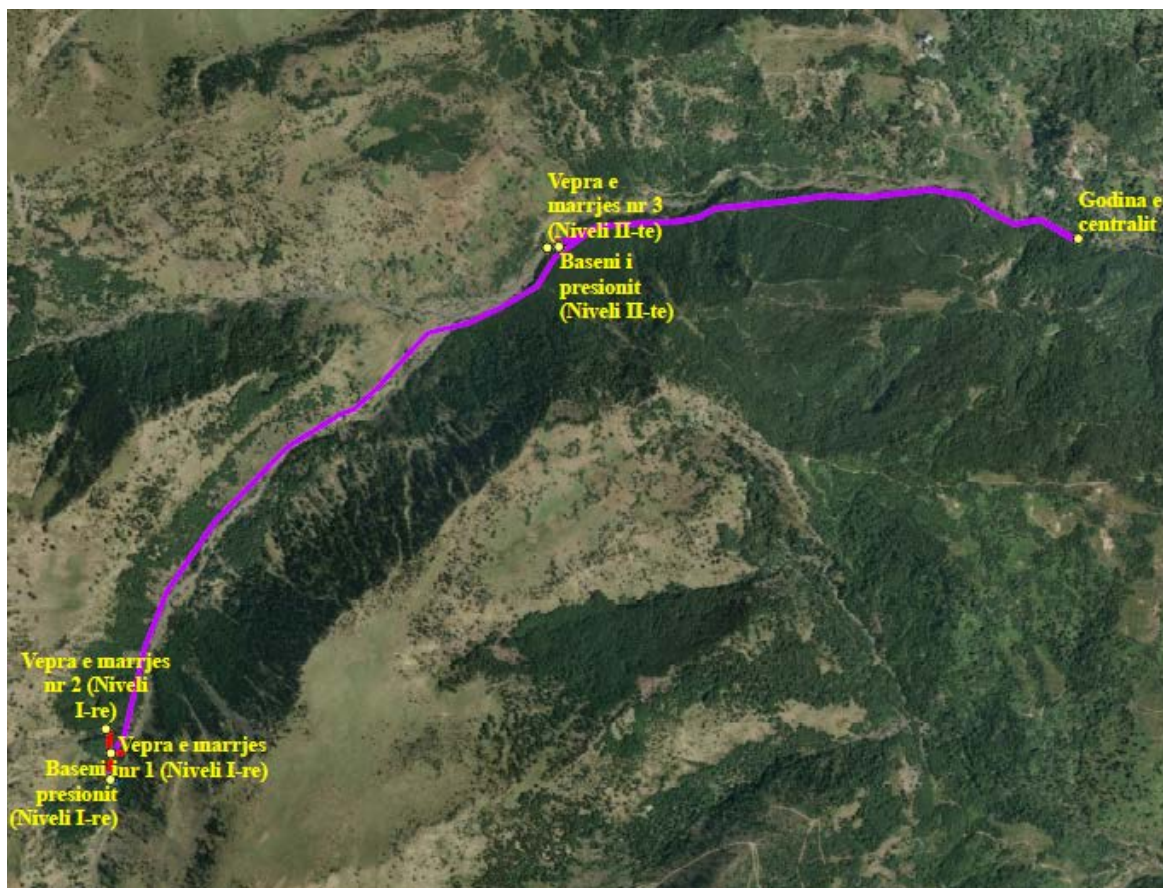 Vepra e
marrjes nr 3
(Niveli II-te)
Baseni i
presionit
(Niveli II-te)
Godina e
centralit
Vepra e marrjes
nr 2 (Niveli
I-re)
Vepra e marrjes
nr 1 (Niveli I-re)
Baseni i
presionit
(Niveli I-re)